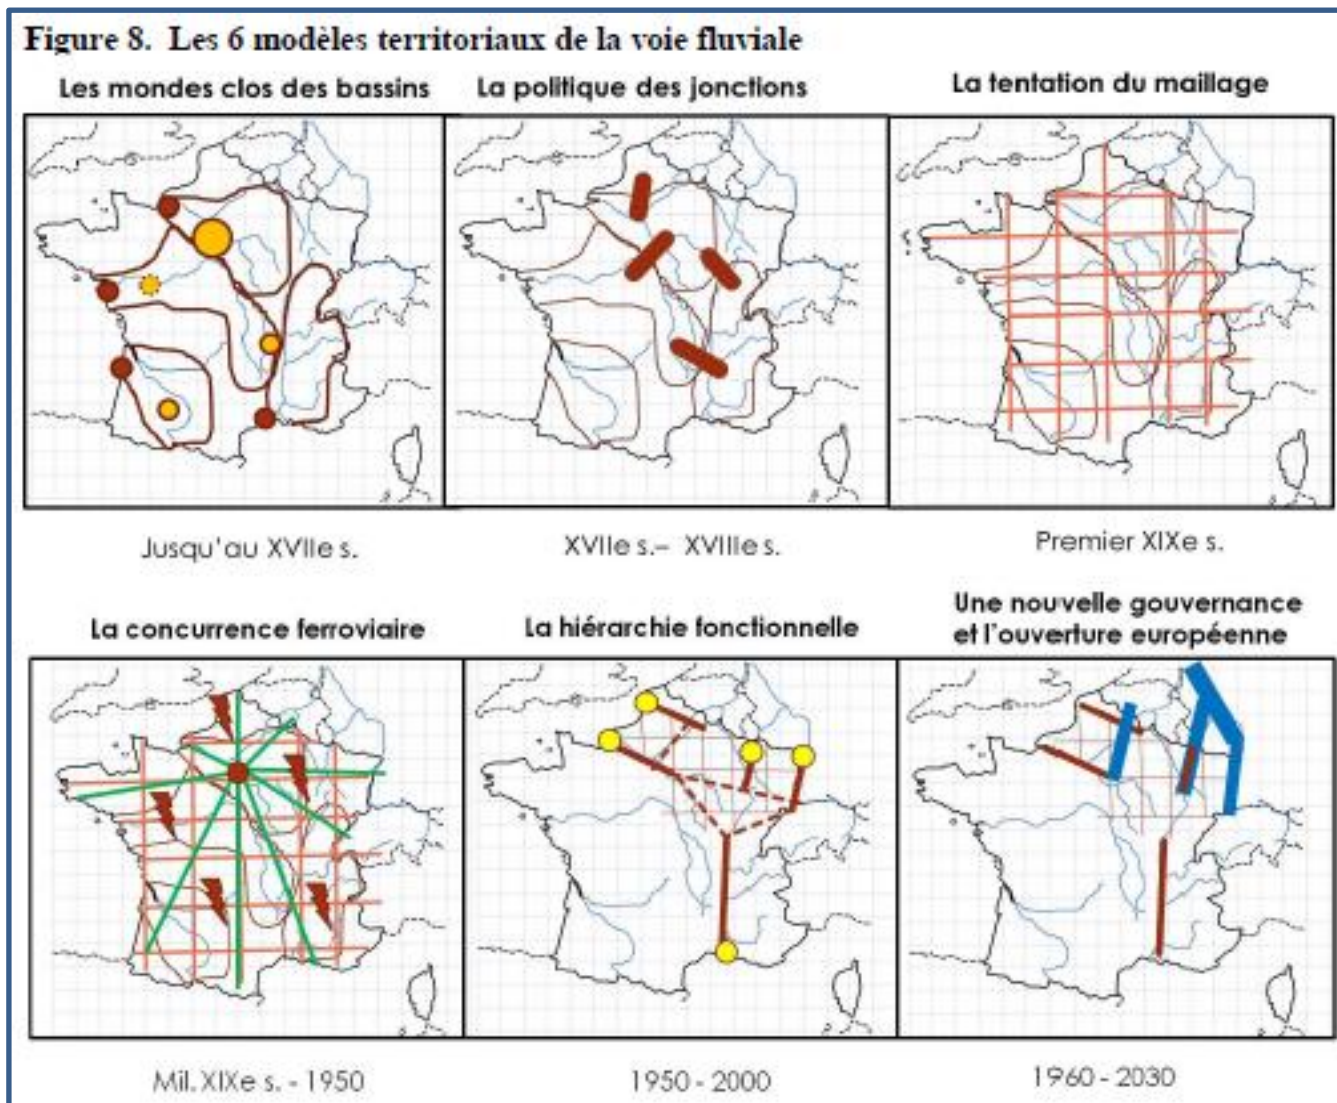 Figure 8. Les 6 modèles territoriaux de la voie fluviale
Les mondes clos des bassins
La politique des jonctions
La tentation du maillage
Jusqu'au XVIIe s.
XVIIe s.– XVIIIe s.
Premier XIXe s.
La concurrence ferroviaire
La hiérarchie fonctionnelle
Une nouvelle gouvernance
et l'ouverture européenne
Mil. XIXe s. - 1950
1950 - 2000
1960 - 2030